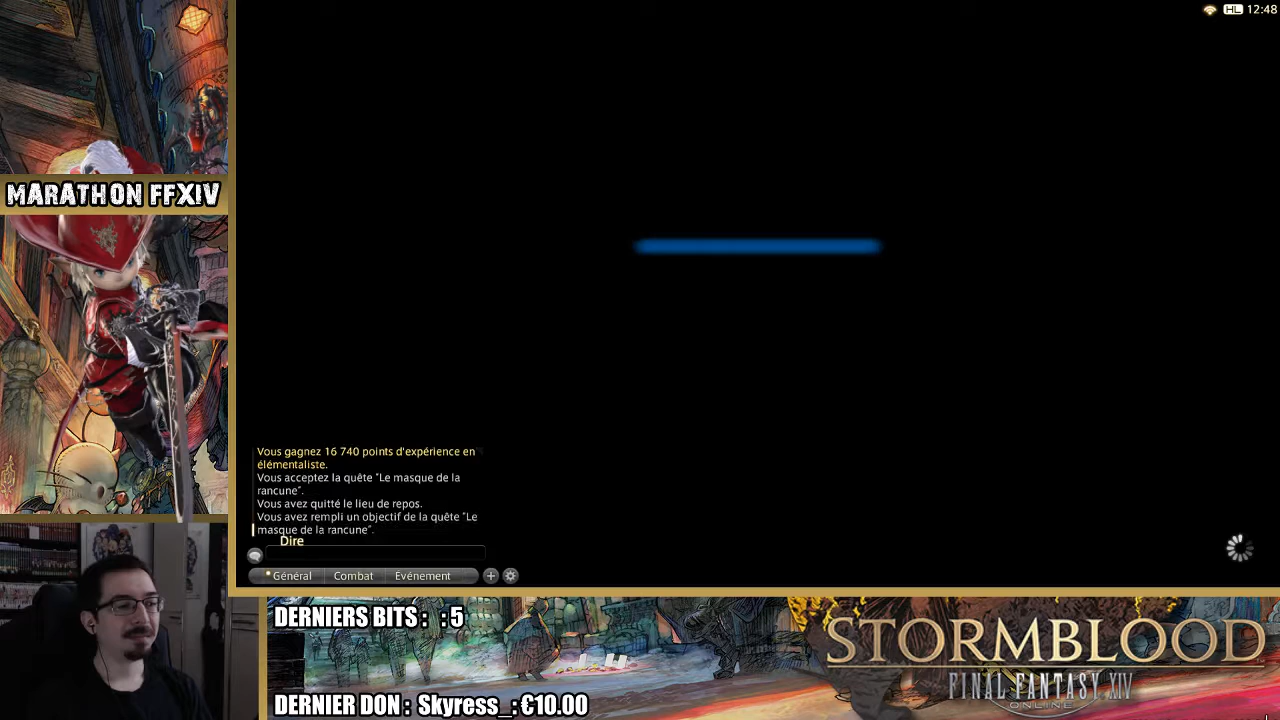 HL 12:48
MARATHON FFXIV
Vous gagnez 16 740 points d'expérience en
élémentaliste.
Vous acceptez la quête "Le masque de la
rancune".
Vous avez quitté le lieu de repos.
Vous avez rempli un objectif de la quête "Le
masque de la rancune".
Dire
Général Combat Evénement
DERNIERS BITS : : 5
DERNIER DON : Skyress_: €10.00
STORMBLOOD
FINAL FANTASY XIV
ONLINE